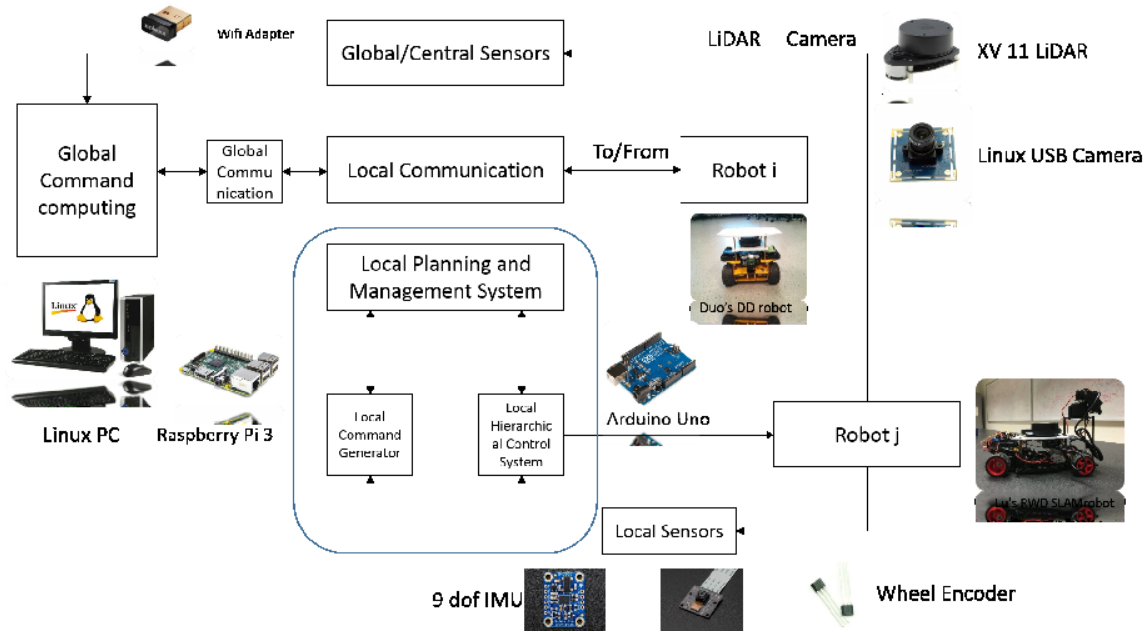 Wifi Adapter
Global/Central Sensors
LiDAR Camera
XV 11 LiDAR
Linux USB Camera
Global
Command
computing
Global
Commu
nication
Local Communication
To/From
Robot i
Local Planning and
Management System
Duo's DD robot
Linux
Linux PC
Raspberry Pi 3
Local
Command
Generator
Local
Hierarchic
al Control
System
Arduino Uno
Robot j
Lu's RWD SLAMrobot
Local Sensors
9 dof IMU
Wheel Encoder